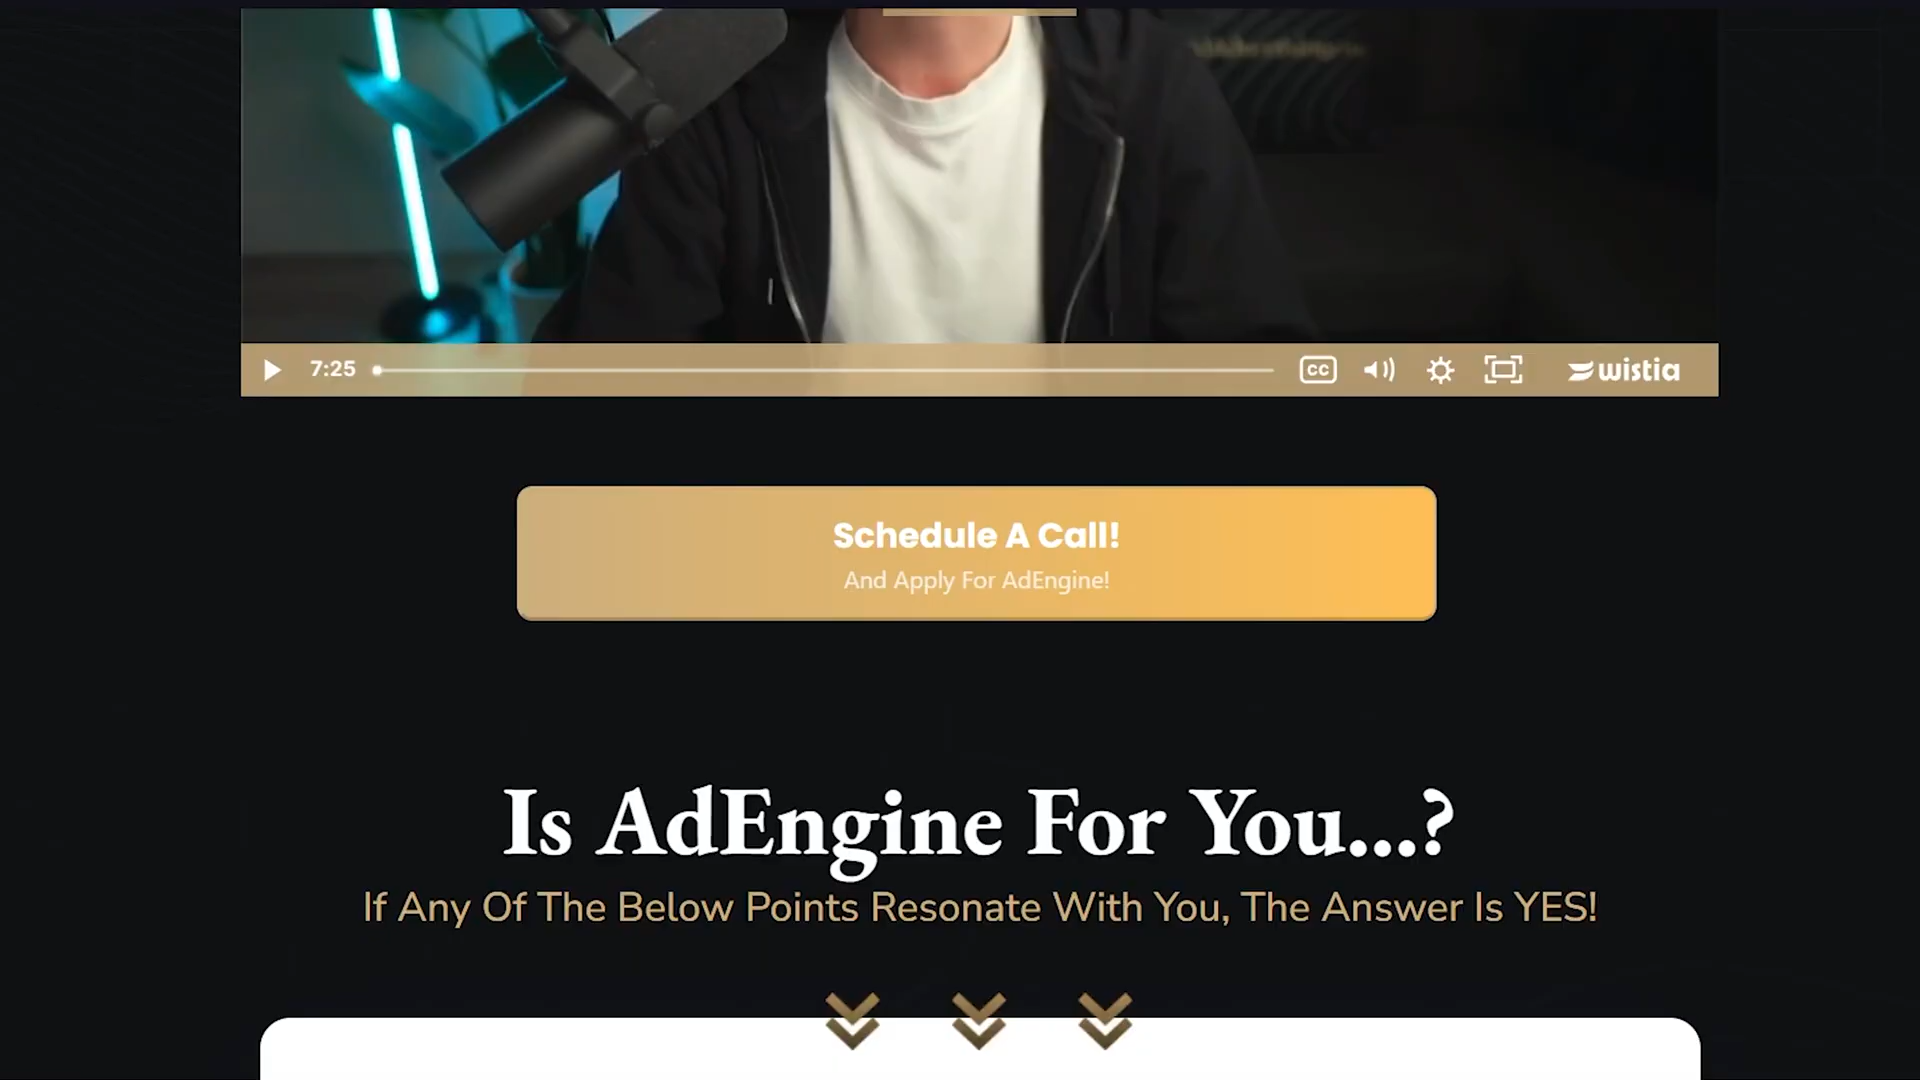 7:25
CC
wistia
Schedule A Call!
And Apply For AdEngine!
Is AdEngine For You...?
If Any Of The Below Points Resonate With You, The Answer Is YES!